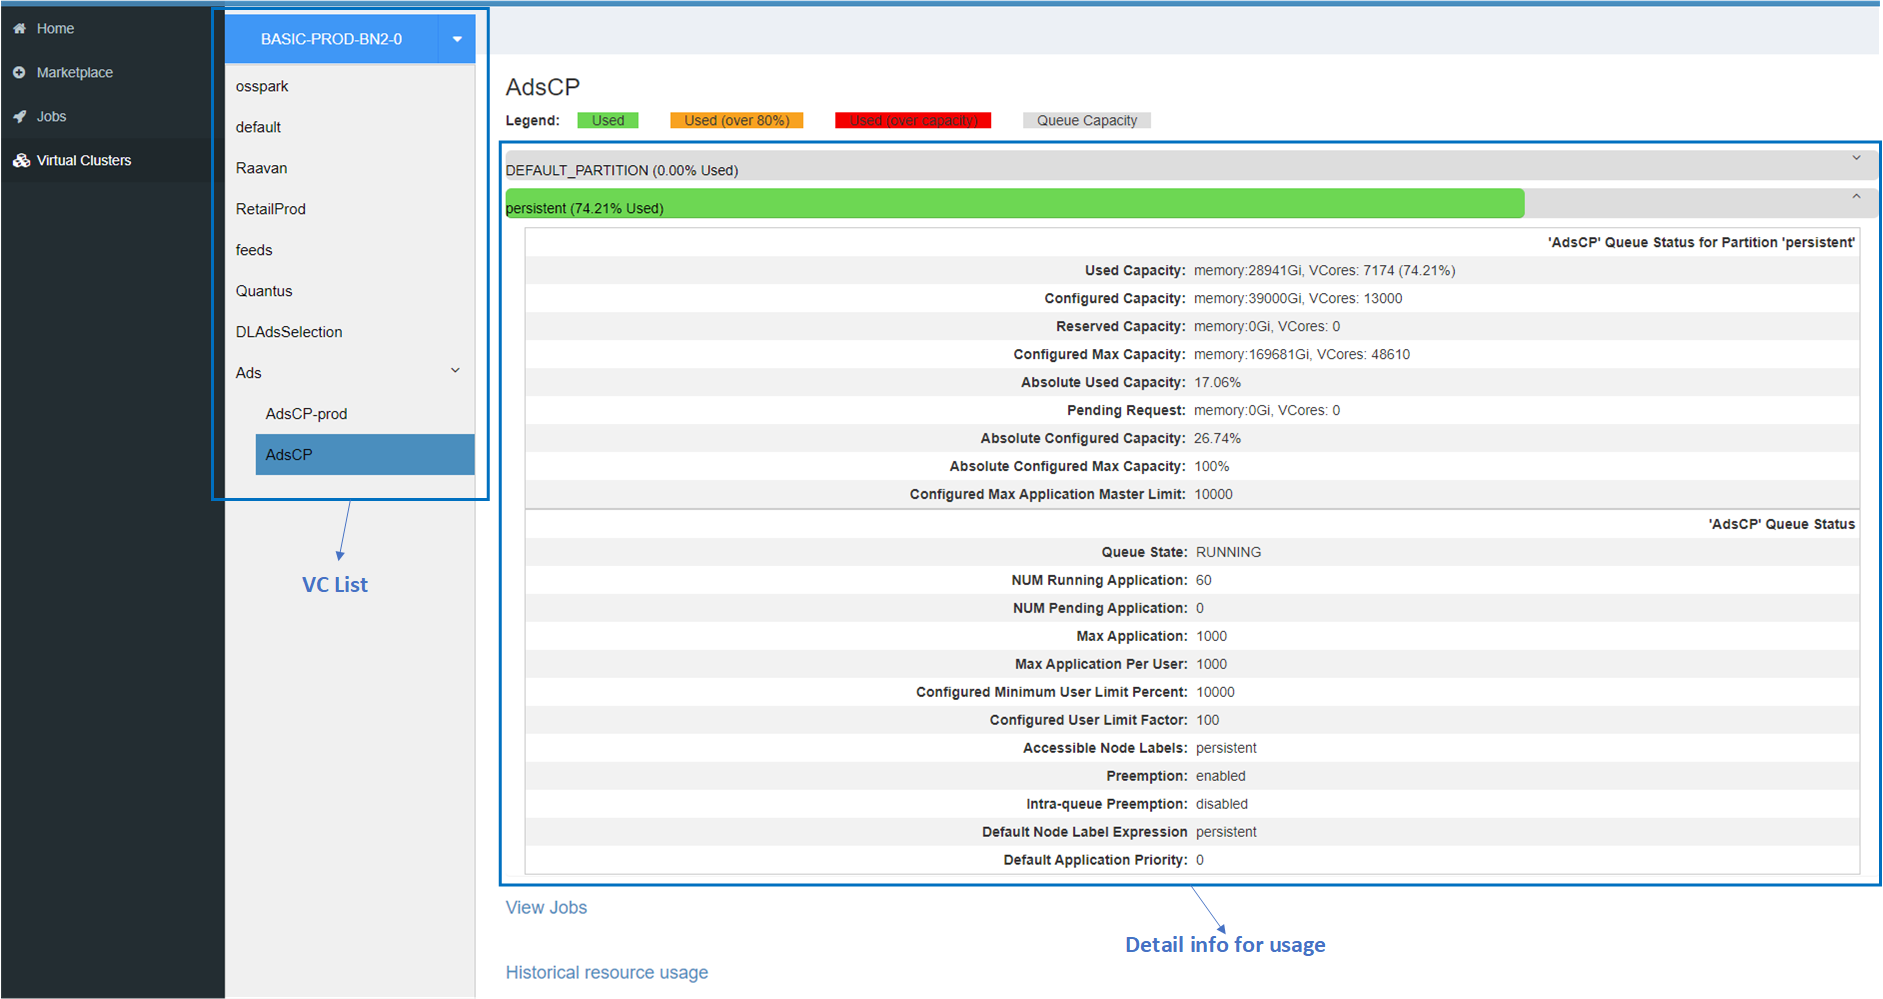 Home
Marketplace
Jobs
Virtual Clusters
BASIC-PROD-BN2-0
osspark
default
Raavan
RetailProd
feeds
Quantus
DLAdsSelection
Ads
AdsCP-prod
AdsCP
VC List
AdsCP
Legend: Used Used (over 80%) Used (over capacity) Queue Capacity
DEFAULT_PARTITION (0.00% Used)
persistent (74.21% Used)
'AdsCP' Queue Status for Partition 'persistent'
Used Capacity: memory:28941Gi, VCores: 7174 (74.21%)
Configured Capacity: memory:39000Gi, VCores: 13000
Reserved Capacity: memory:0Gi, VCores: 0
Configured Max Capacity: memory:169681Gi, VCores: 48610
Absolute Used Capacity: 17.06%
Pending Request: memory:0Gi, VCores: 0
Absolute Configured Capacity: 26.74%
Absolute Configured Max Capacity: 100%
Configured Max Application Master Limit: 10000
'AdsCP' Queue Status
Queue State: RUNNING
NUM Running Application: 60
NUM Pending Application: 0
Max Application: 1000
Max Application Per User: 1000
Configured Minimum User Limit Percent: 10000
Configured User Limit Factor: 100
Accessible Node Labels: persistent
Preemption: enabled
Intra-queue Preemption: disabled
Default Node Label Expression persistent
Default Application Priority: 0
View Jobs
Detail info for usage
Historical resource usage